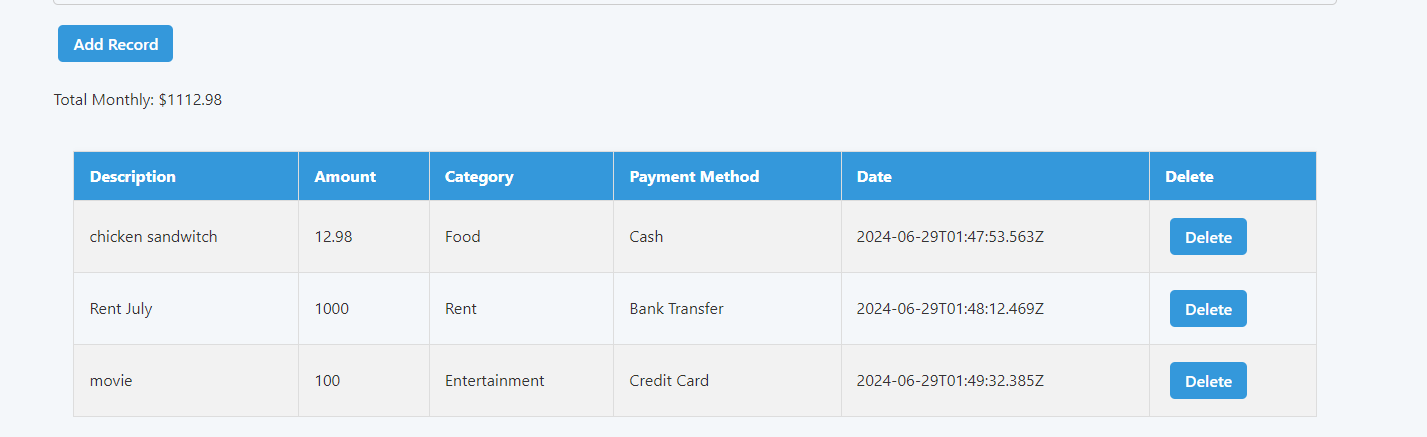 Add Record
Total Monthly: $1112.98
Description Amount Category Payment Method Date Delete
chicken sandwitch 12.98 Food Cash 2024-06-29T01:47:53.563Z Delete
Rent July 1000 Rent Bank Transfer 2024-06-29T01:48:12.469Z Delete
movie 100 Entertainment Credit Card 2024-06-29T01:49:32.385Z Delete